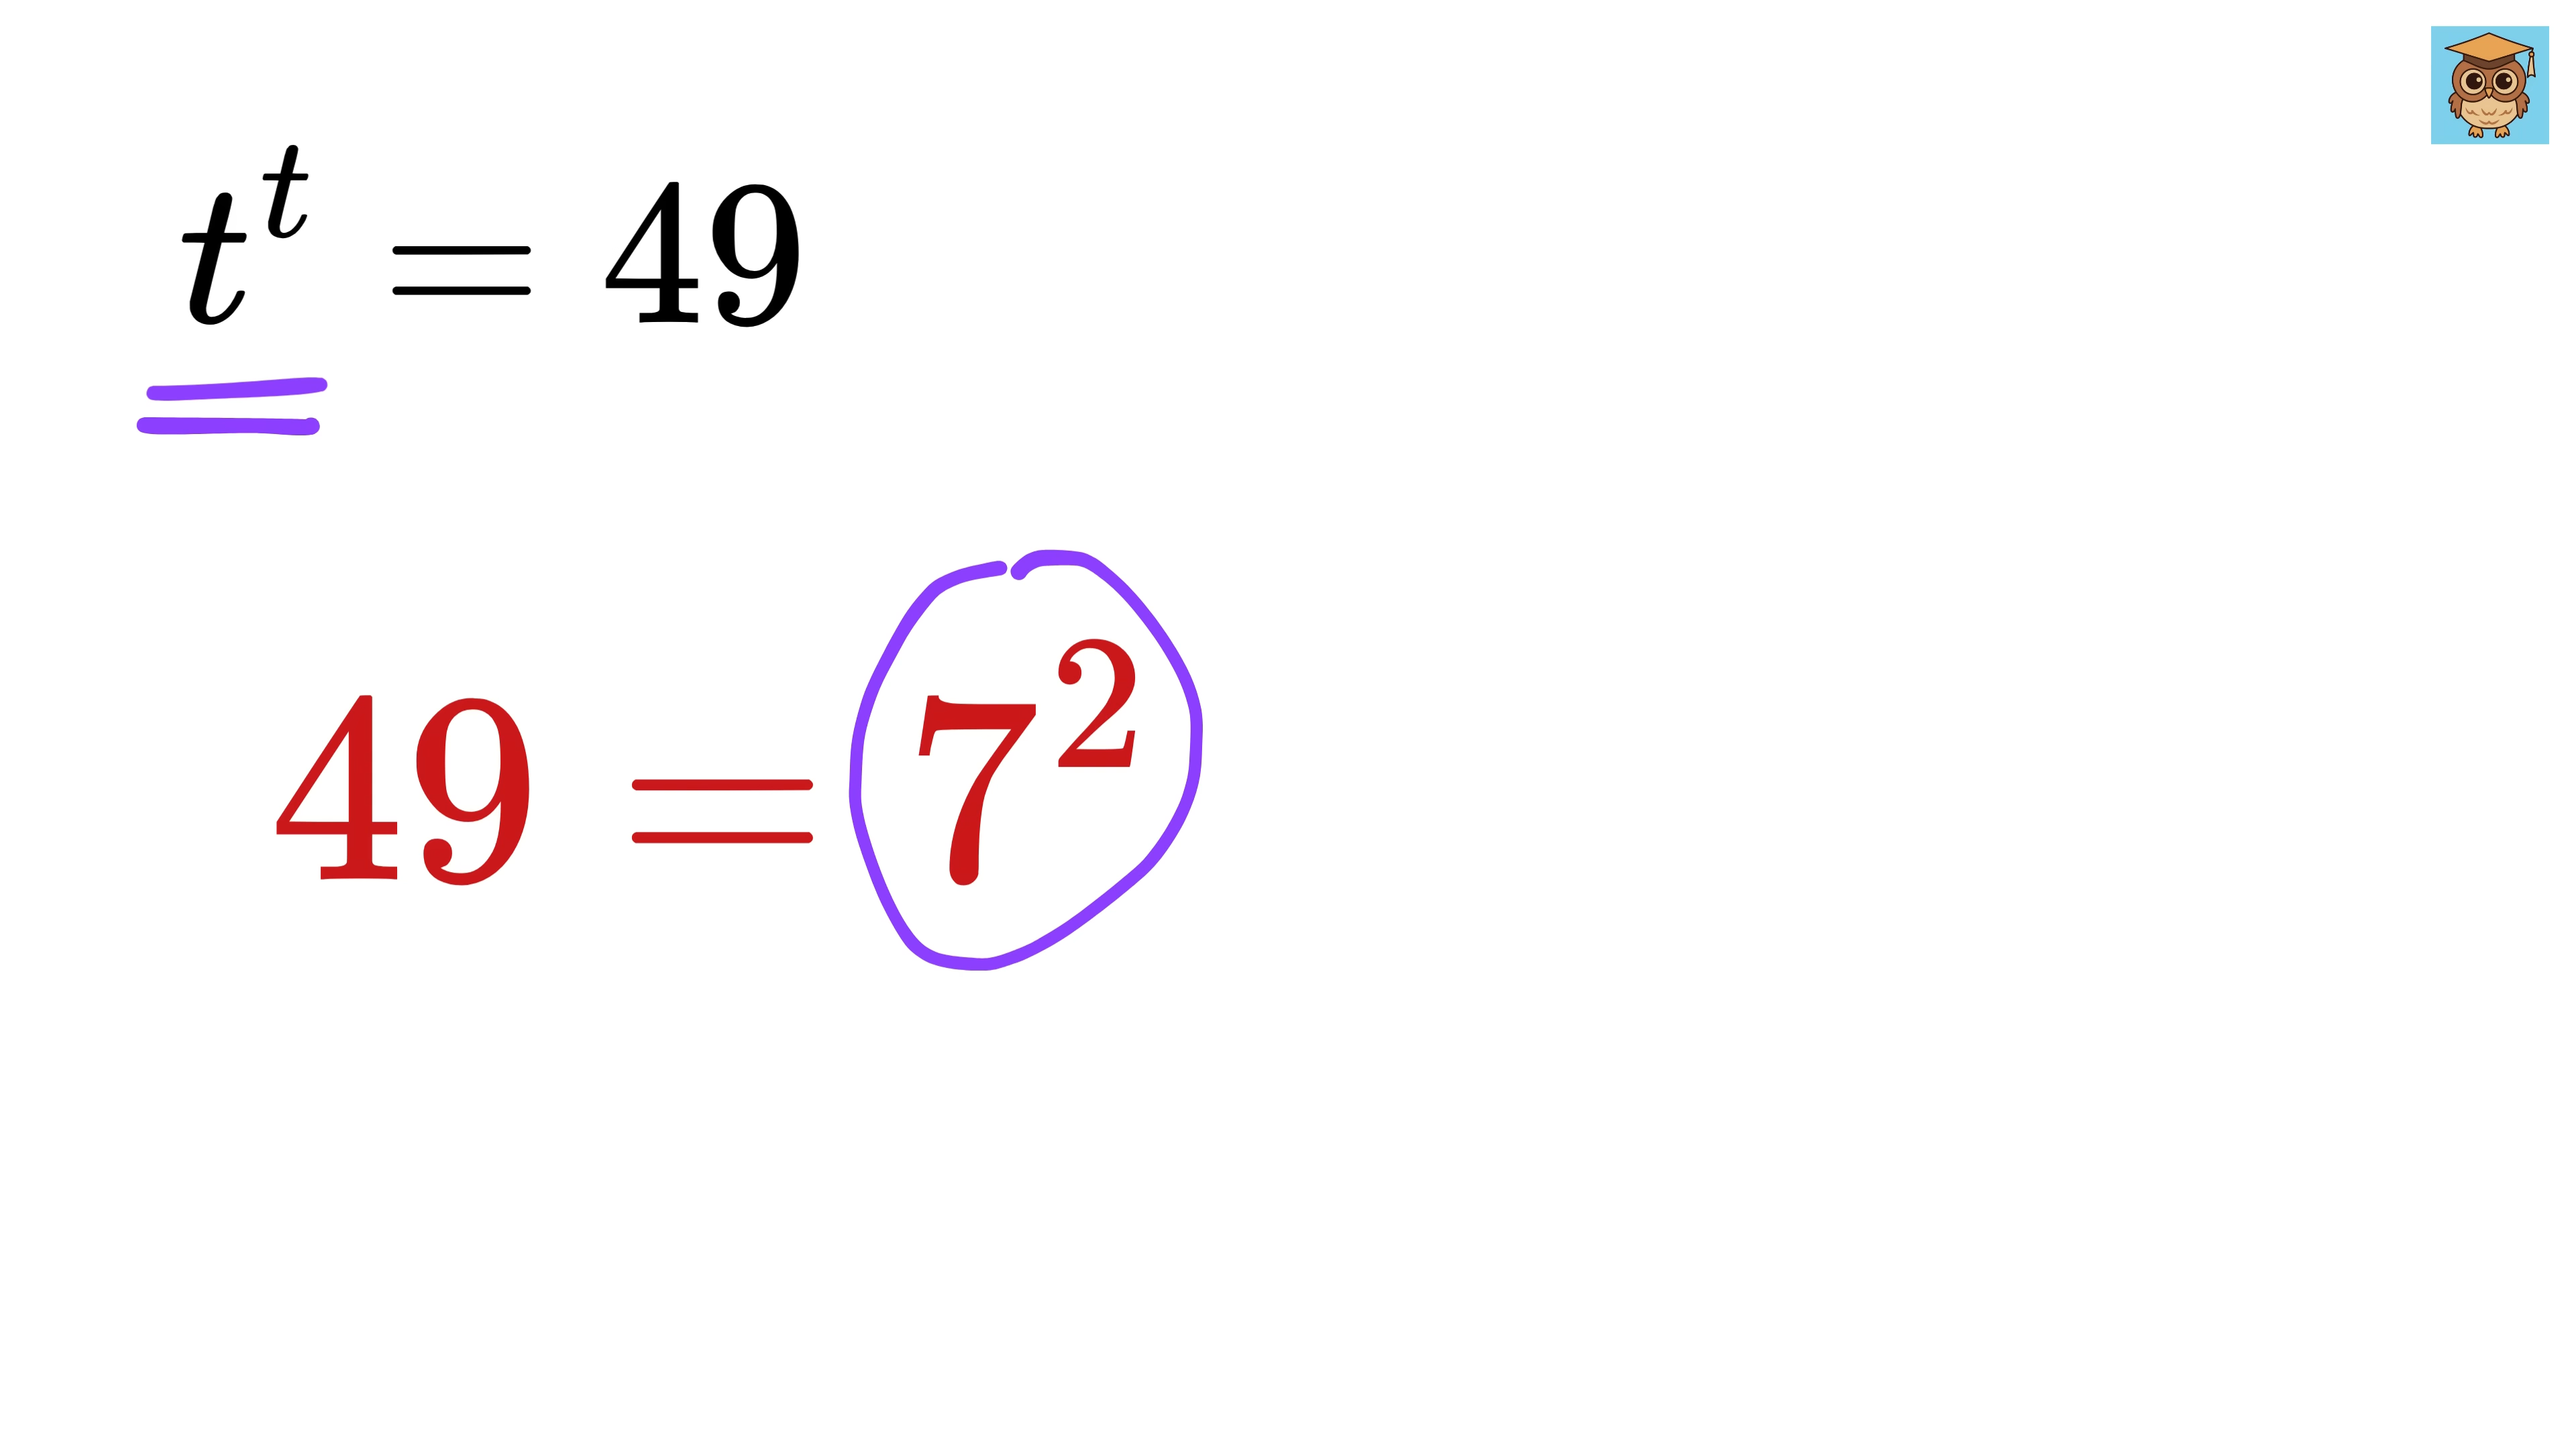 t^t = 49
49 = 7^2